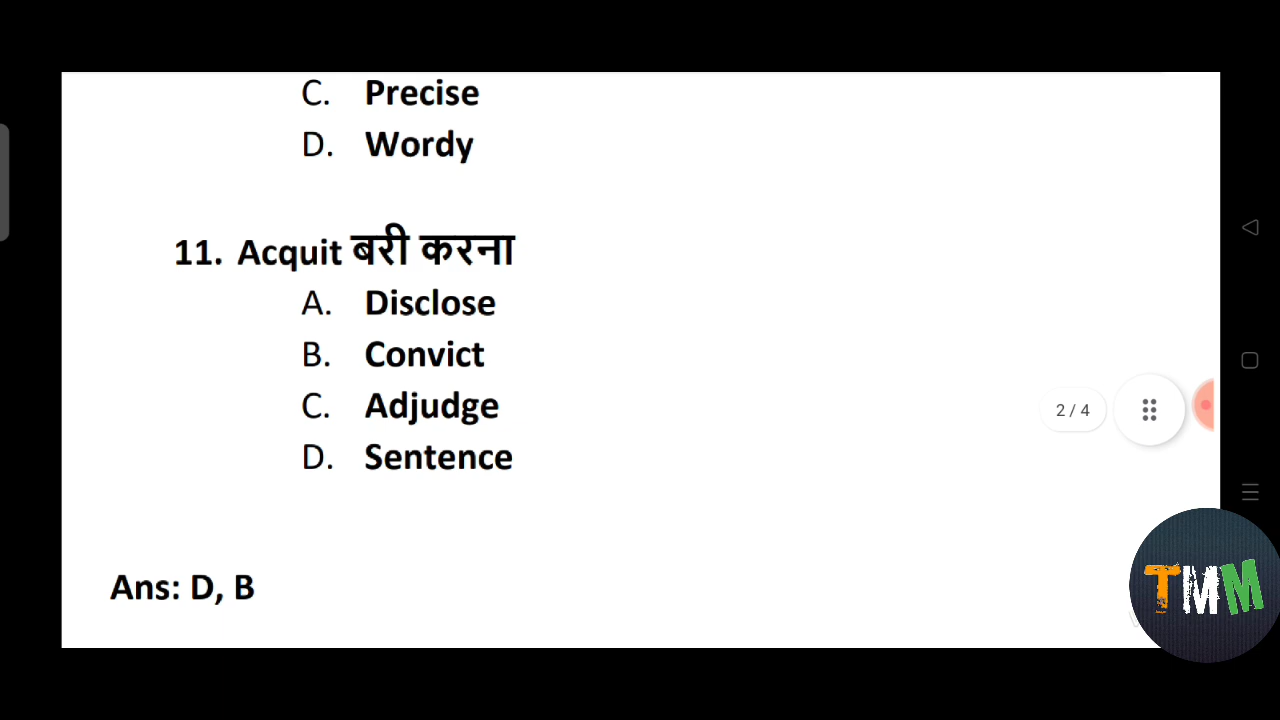 C. Precise
D. Wordy
11. Acquit बरी करना
A. Disclose
B. Convict
C. Adjudge
D. Sentence
2 / 4
Ans: D, B
TMM